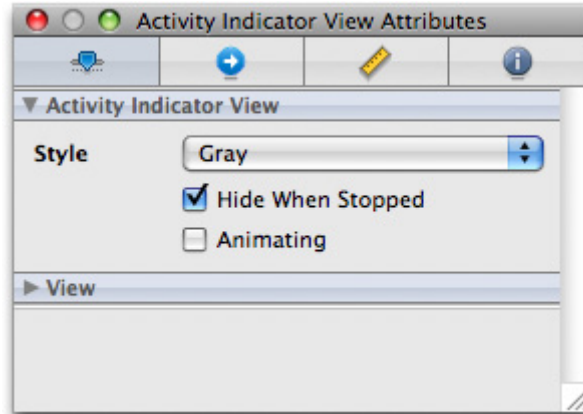 Activity Indicator View Attributes
Activity Indicator View
Style Gray
Hide When Stopped
Animating
View